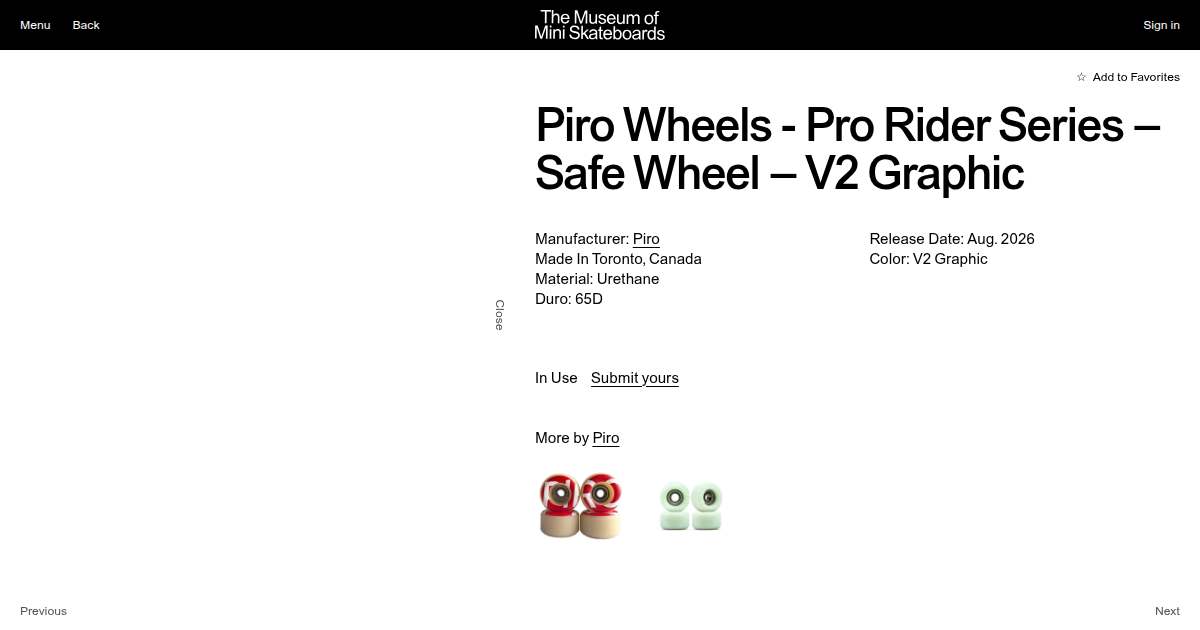 Menu
Back
The Museum of
Mini Skateboards
Sign in
☆ Add to Favorites
Piro Wheels - Pro Rider Series –
Safe Wheel – V2 Graphic
Manufacturer: Piro
Made In Toronto, Canada
Material: Urethane
Duro: 65D
Release Date: Aug. 2026
Color: V2 Graphic
Close
In Use
Submit yours
More by Piro
Previous
Next